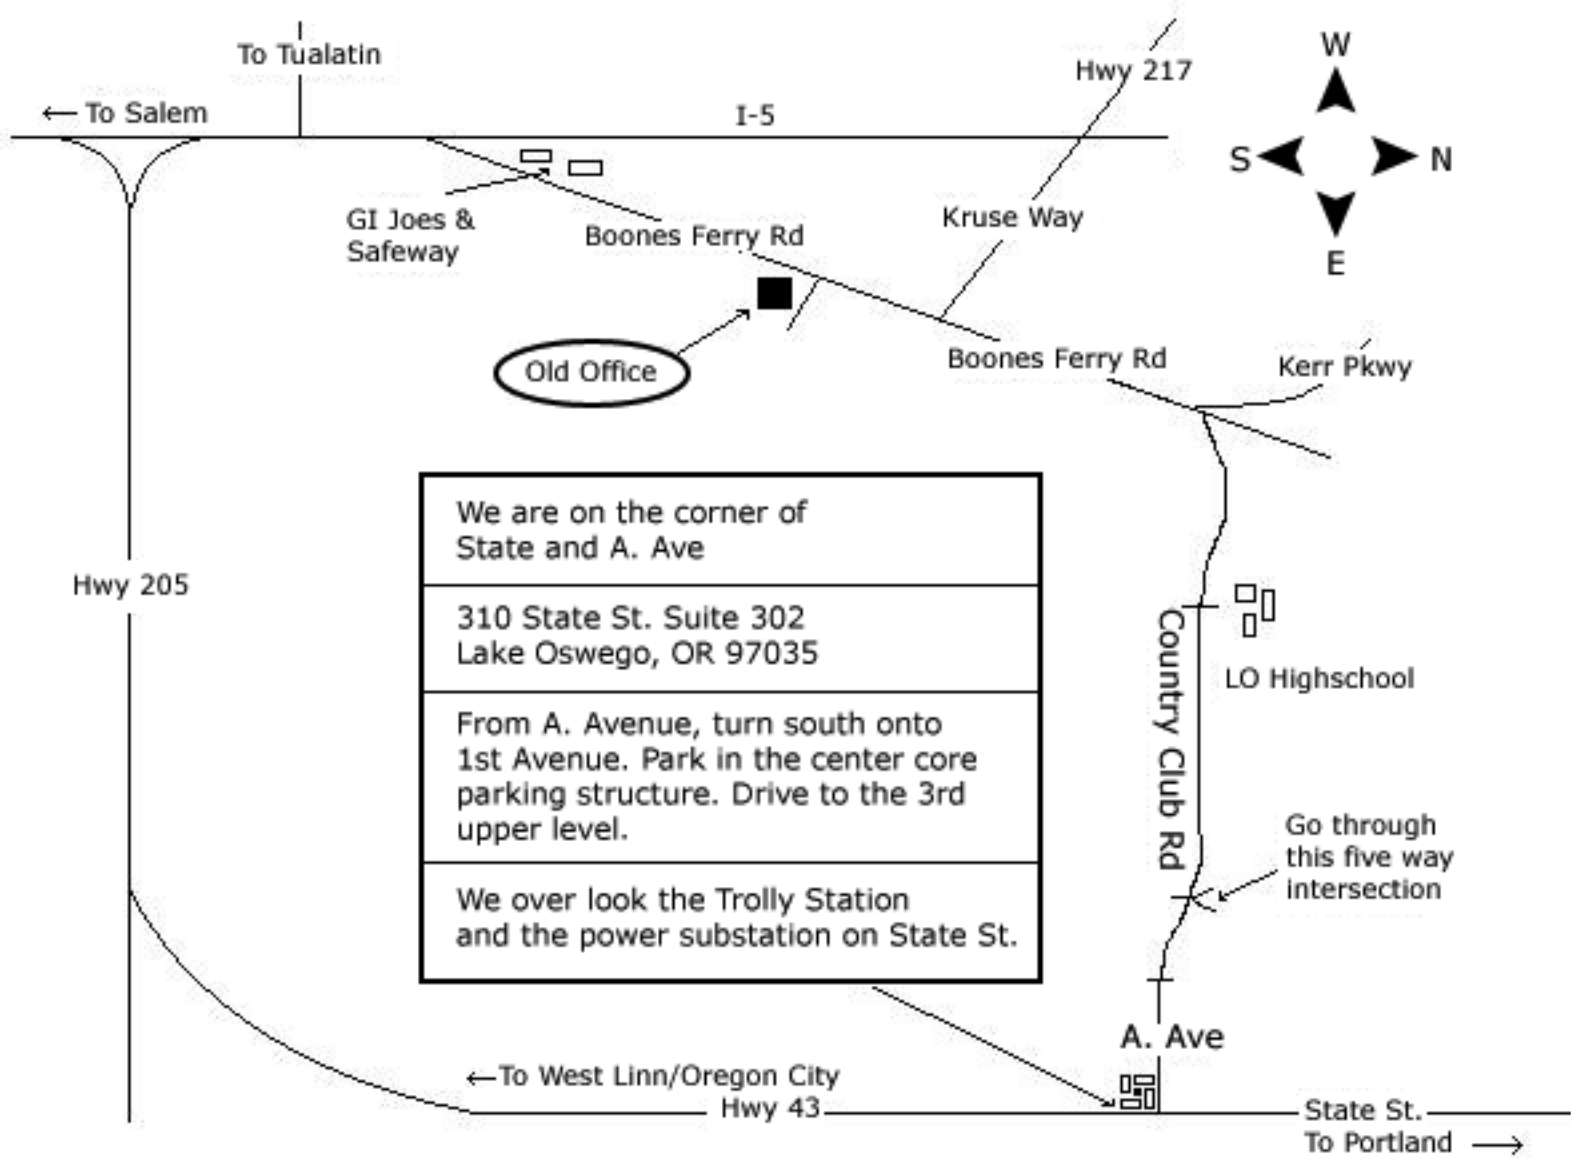 To Tualatin
← To Salem
I-5
Hwy 217
W
S
N
E
GI Joes &
Safeway
Boones Ferry Rd
Kruse Way
Old Office
Boones Ferry Rd
Kerr Pkwy
We are on the corner of
State and A. Ave
310 State St. Suite 302
Lake Oswego, OR 97035
From A. Avenue, turn south onto
1st Avenue. Park in the center core
parking structure. Drive to the 3rd
upper level.
We over look the Trolly Station
and the power substation on State St.
Hwy 205
Country Club Rd
LO Highschool
Go through
this five way
intersection
A. Ave
←To West Linn/Oregon City
Hwy 43
State St.
To Portland →